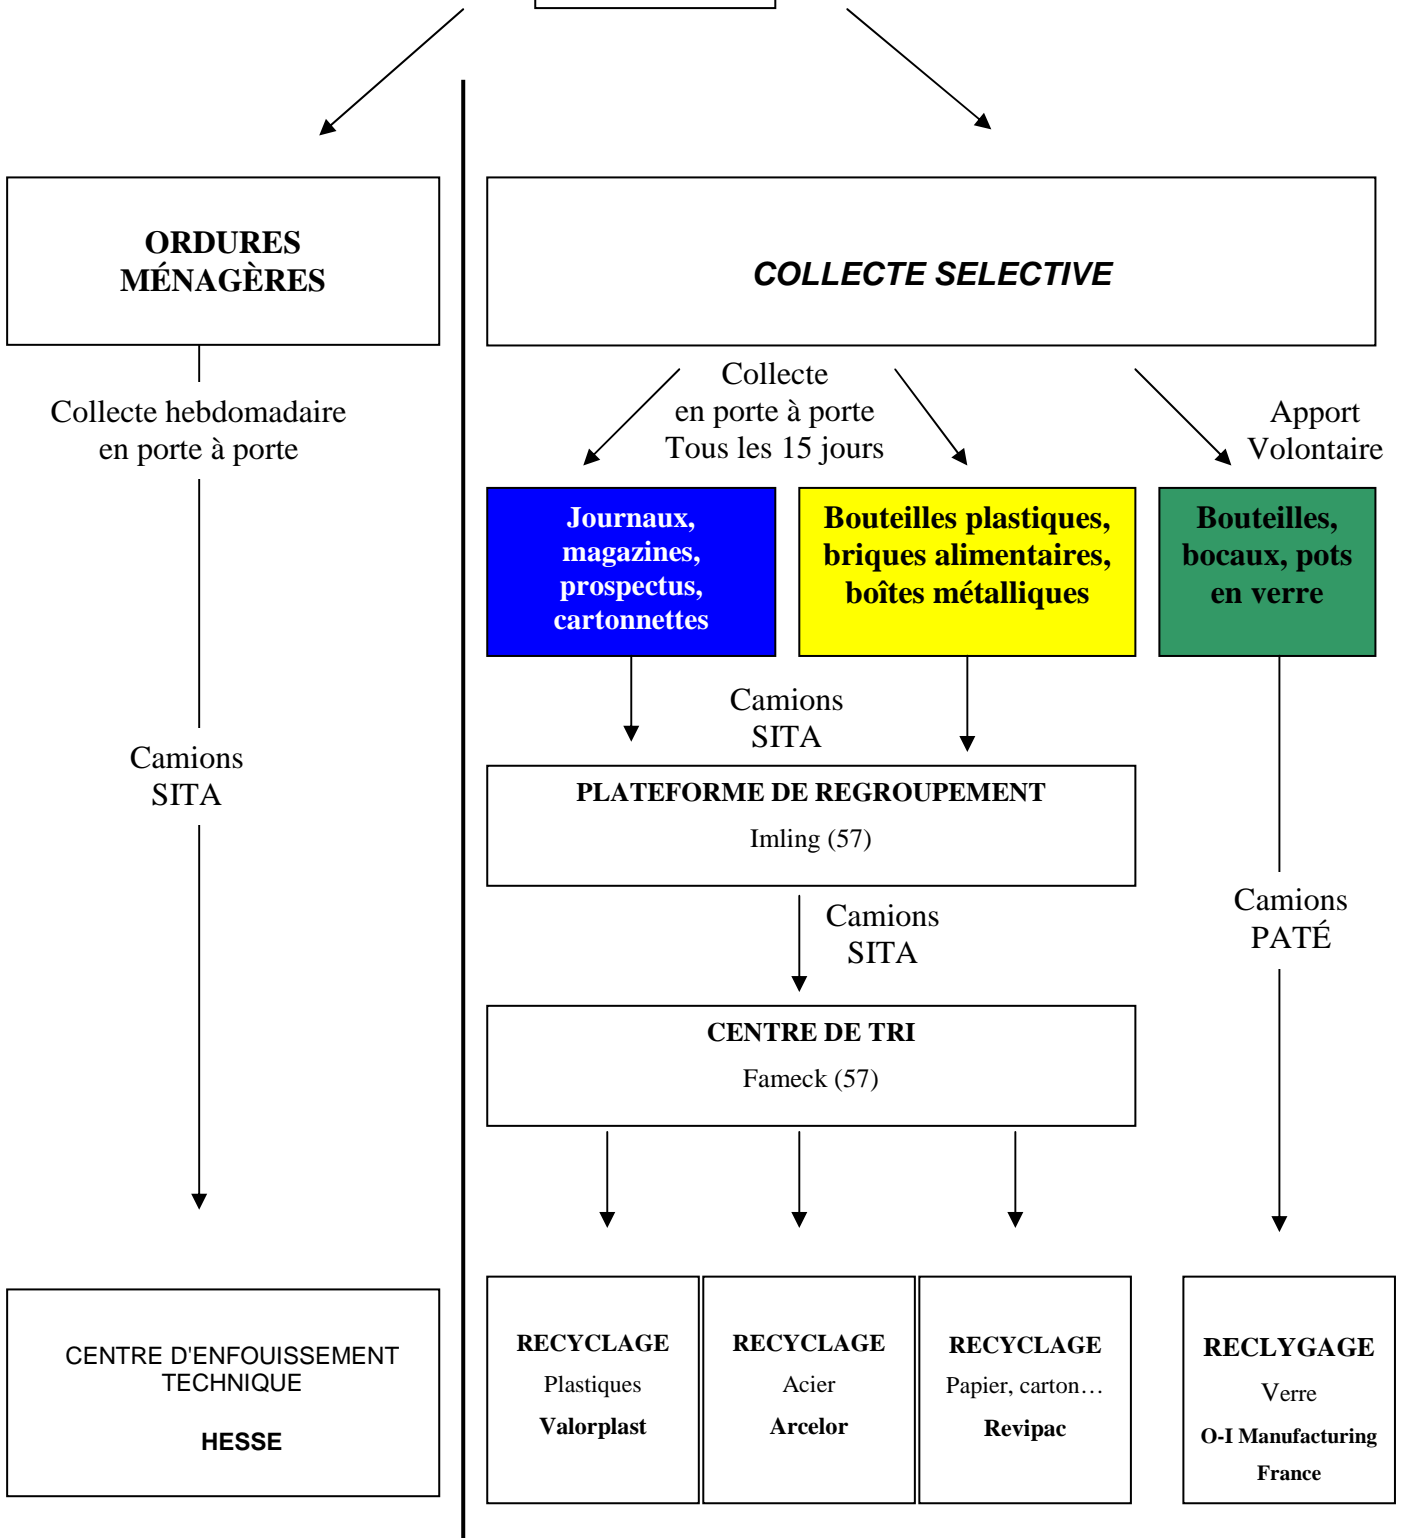 ORDURES
MÉNAGÈRES
COLLECTE SELECTIVE
Collecte hebdomadaire
en porte à porte
Collecte
en porte à porte
Tous les 15 jours
Apport
Volontaire
Journaux,
magazines,
prospectus,
cartonnettes
Bouteilles plastiques,
briques alimentaires,
boîtes métalliques
Bouteilles,
bocaux, pots
en verre
Camions
SITA
Camions
SITA
PLATEFORME DE REGROUPEMENT
Imling (57)
Camions
SITA
Camions
PATÉ
CENTRE DE TRI
Fameck (57)
CENTRE D'ENFOUISSEMENT
TECHNIQUE
HESSE
RECYCLAGE
Plastiques
Valorplast
RECYCLAGE
Acier
Arcelor
RECYCLAGE
Papier, carton…
Revipac
RECLYGAGE
Verre
O-I Manufacturing
France